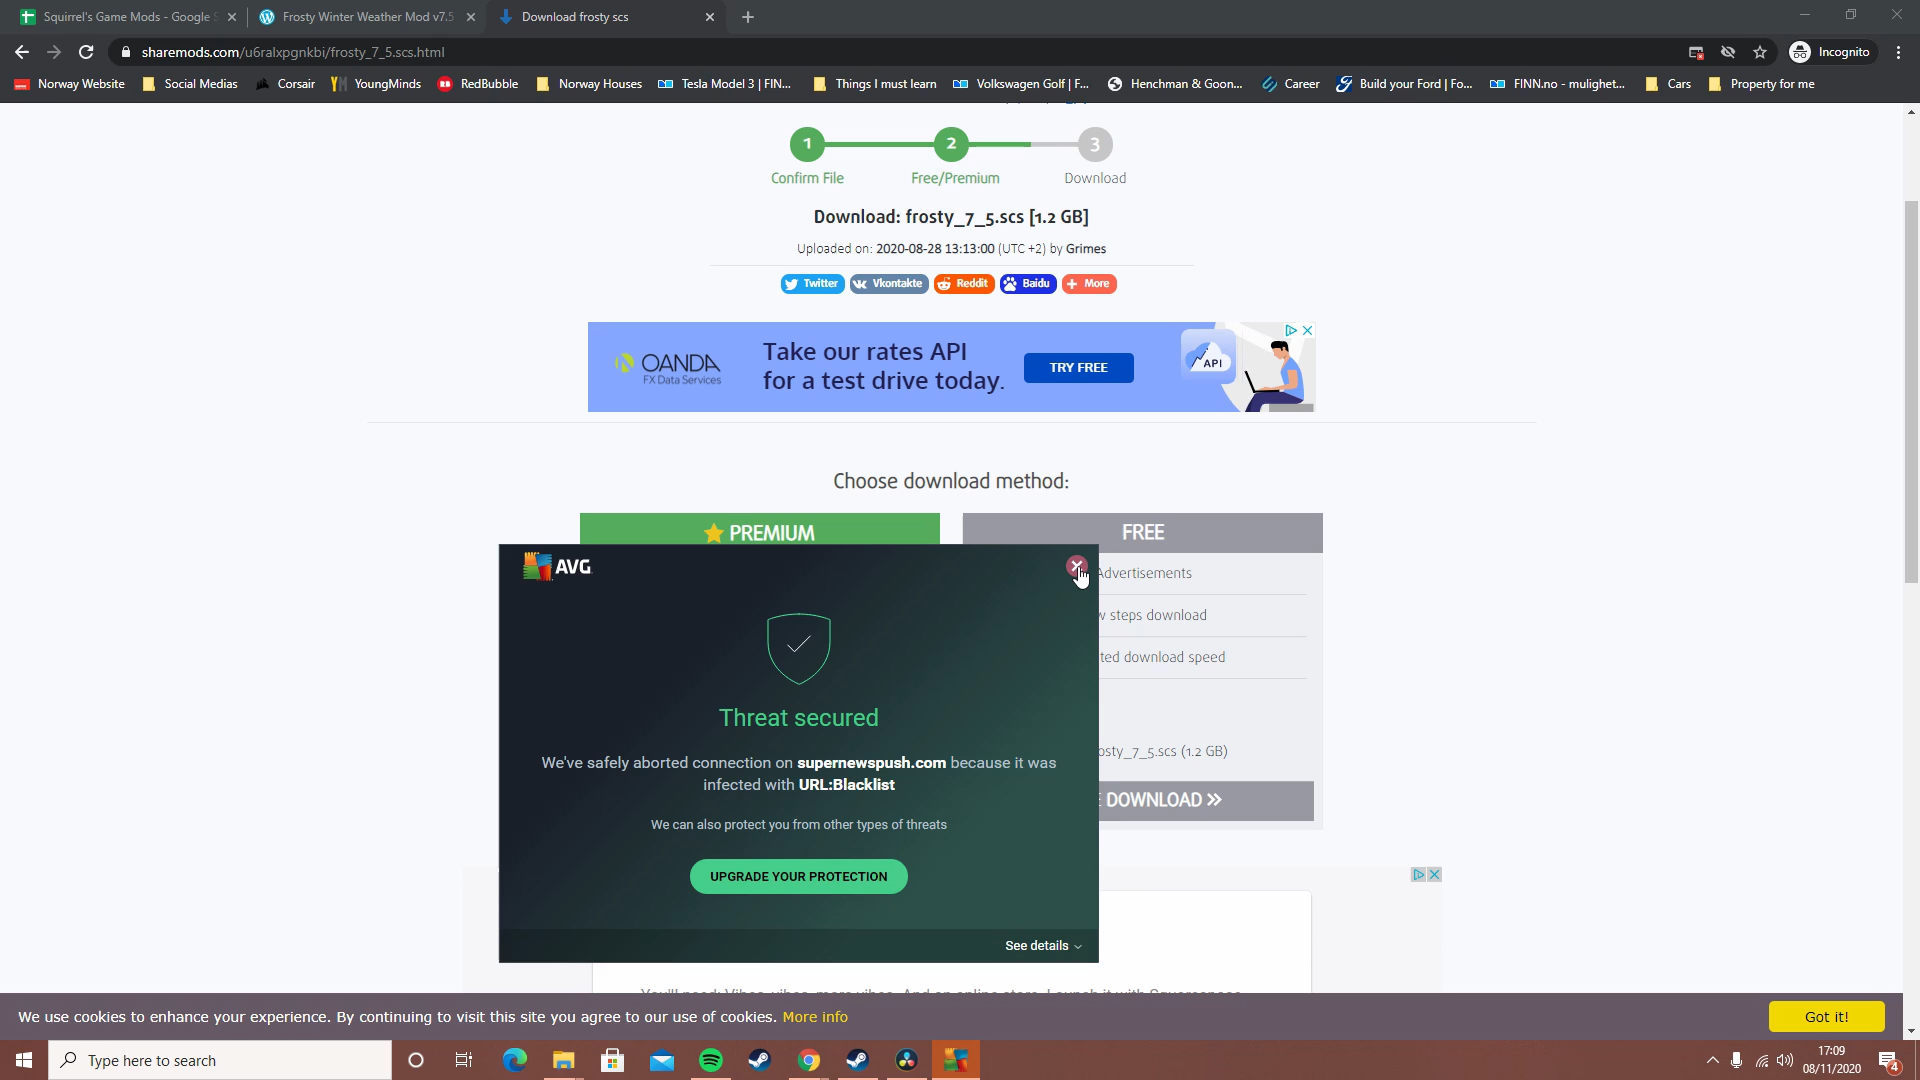 Squirrel's Game Mods - Google S
Frosty Winter Weather Mod v7.5
Download frosty scs
sharemods.com/u6ralxpgnkbi/frosty_7_5.scs.html
Incognito
Norway Website
Social Medias
Corsair
YoungMinds
RedBubble
Norway Houses
Tesla Model 3 | FIN...
Things I must learn
Volkswagen Golf | F...
Henchman & Goon...
Career
Build your Ford | Fo...
FINN.no - mulighet...
Cars
Property for me
1
2
3
Confirm File
Free/Premium
Download
Download: frosty_7_5.scs [1.2 GB]
Uploaded on: 2020-08-28 13:13:00 (UTC +2) by Grimes
Twitter
Vkontakte
Reddit
Baidu
More
OANDA
FX Data Services
Take our rates API
for a test drive today.
TRY FREE
API
Choose download method:
PREMIUM
FREE
Advertisements
steps download
ted download speed
osty_7_5.scs (1.2 GB)
DOWNLOAD
AVG
Threat secured
We've safely aborted connection on supernewspush.com because it was
infected with URL:Blacklist
We can also protect you from other types of threats
UPGRADE YOUR PROTECTION
See details
We use cookies to enhance your experience. By continuing to visit this site you agree to our use of cookies. More info
Got it!
Type here to search
17:09
08/11/2020
4